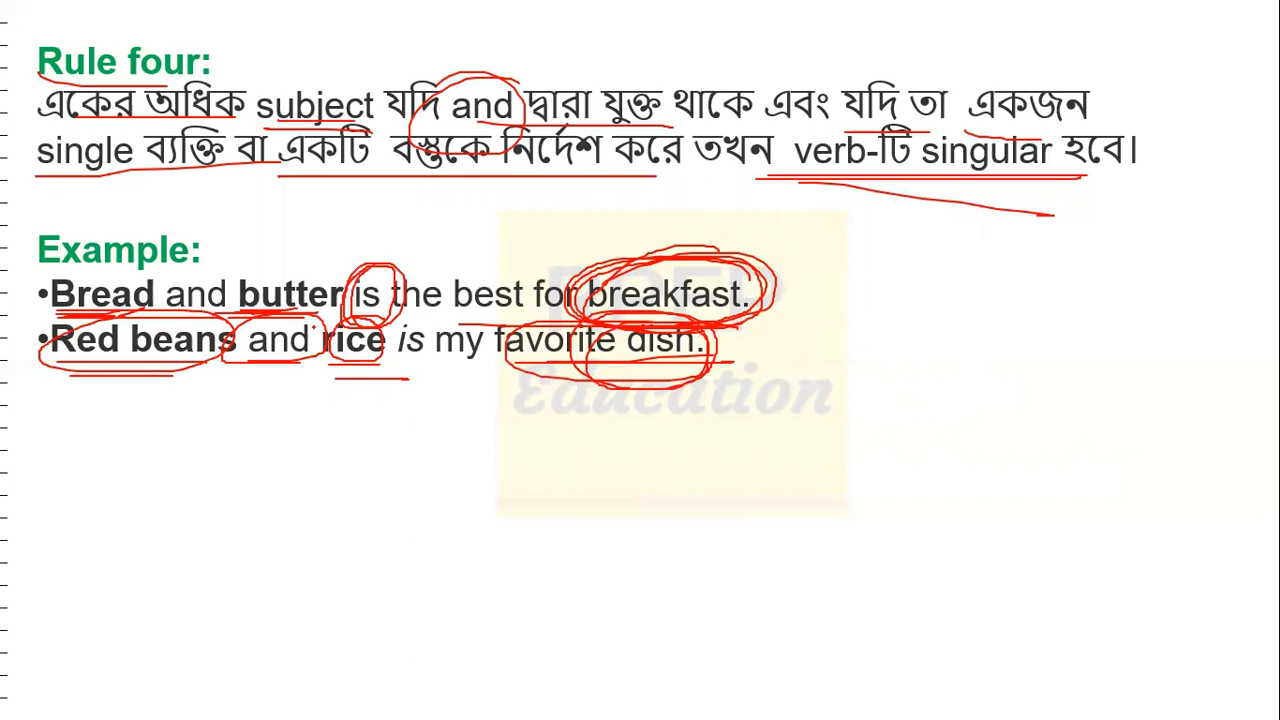 Rule four:
একের অধিক subject যদি and দ্বারা যুক্ত থাকে এবং যদি তা একজন
single ব্যক্তি বা একটি বস্তুকে নির্দেশ করে তখন verb-টি singular হবে।
Example:
•Bread and butter is the best for breakfast.
•Red beans and rice is my favorite dish.
Education